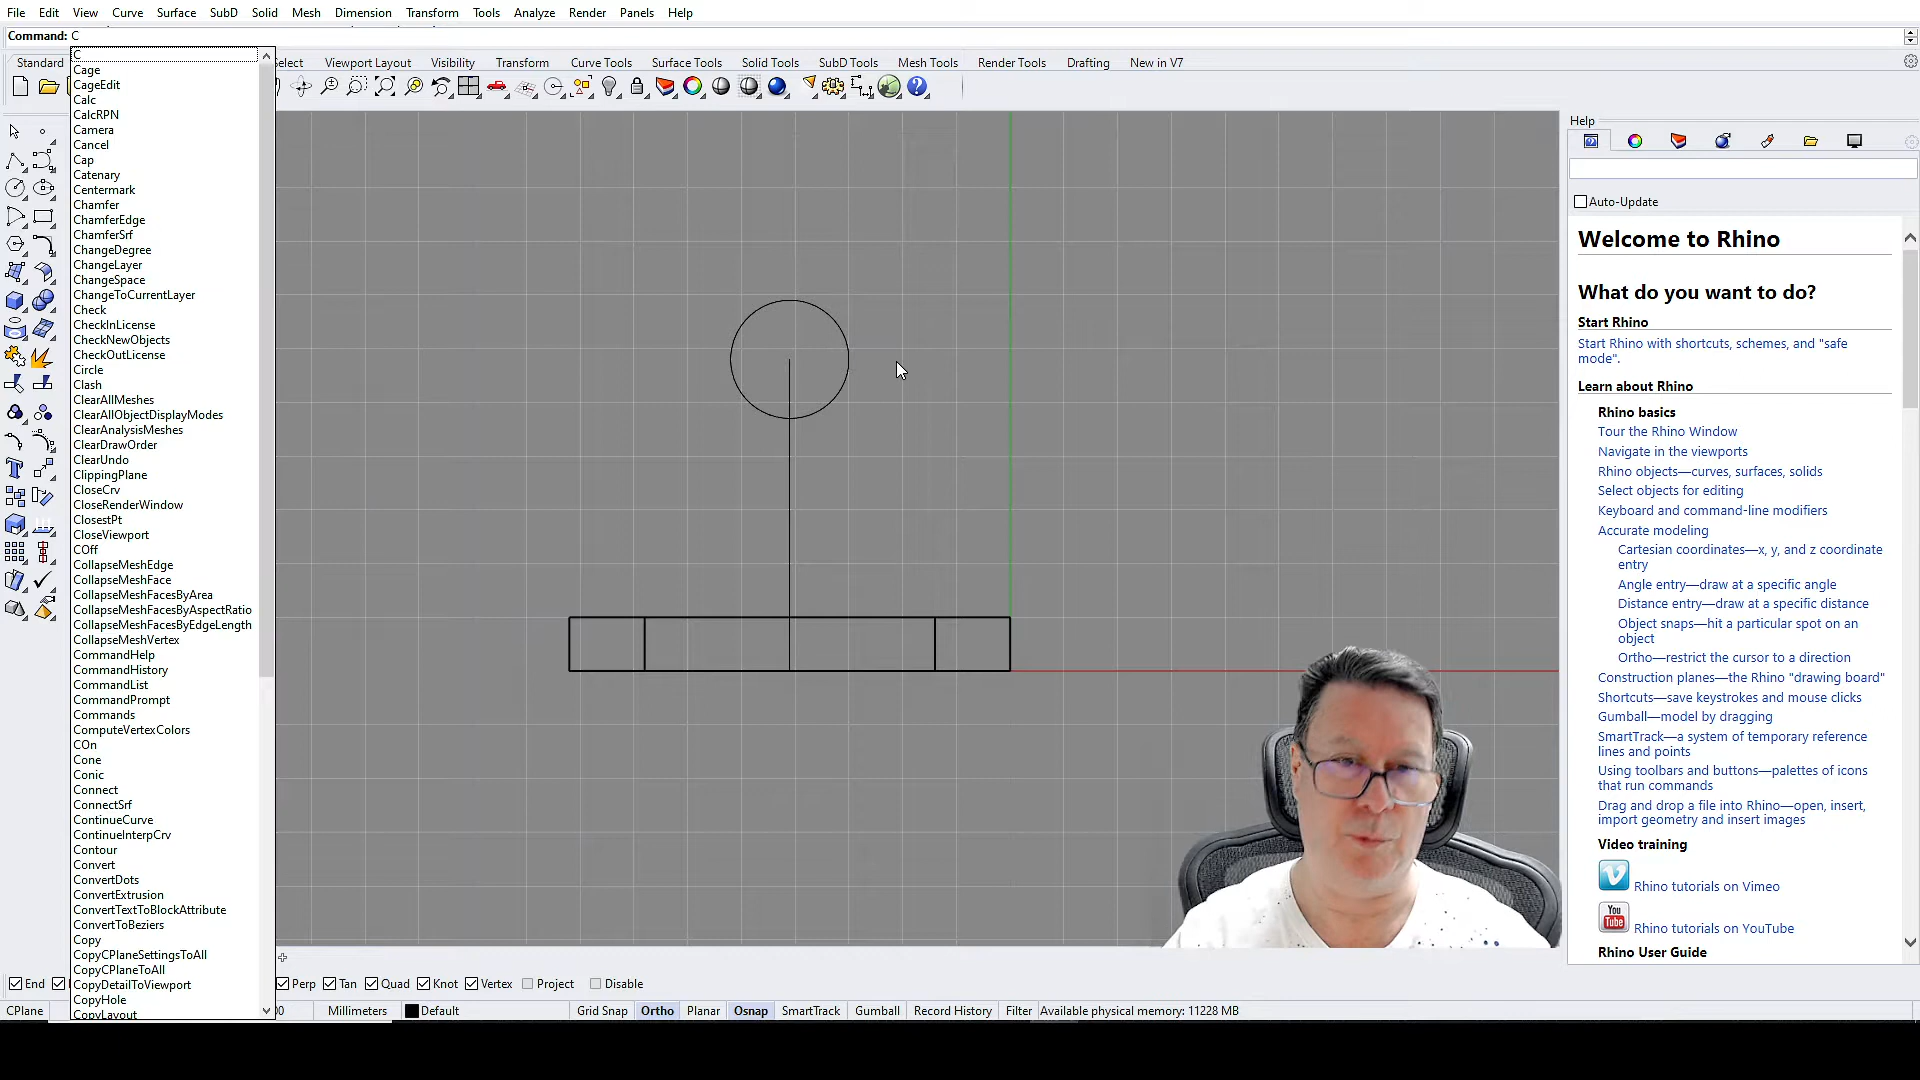 File Edit View Curve Surface SubD Solid Mesh Dimension Transform Tools Analyze Render Panels Help
Command: C
Standard
elect Viewport Layout Visibility Transform Curve Tools Surface Tools Solid Tools SubD Tools Mesh Tools Render Tools Drafting New in V7
C
Cage
CageEdit
Calc
CalcRPN
Camera
Cancel
Cap
Catenary
Centermark
Chamfer
ChamferEdge
ChamferSrf
ChangeDegree
ChangeLayer
ChangeSpace
ChangeToCurrentLayer
Check
CheckInLicense
CheckNewObjects
CheckOutLicense
Circle
Clash
ClearAllMeshes
ClearAllObjectDisplayModes
ClearAnalysisMeshes
ClearDrawOrder
ClearUndo
ClippingPlane
CloseCrv
CloseRenderWindow
ClosestPt
CloseViewport
COff
CollapseMeshEdge
CollapseMeshFace
CollapseMeshFacesByArea
CollapseMeshFacesByAspectRatio
CollapseMeshFacesByEdgeLength
CollapseMeshVertex
CommandHelp
CommandHistory
CommandList
CommandPrompt
Commands
ComputeVertexColors
COn
Cone
Conic
Connect
ConnectSrf
ContinueCurve
ContinueInterpCrv
Contour
Convert
ConvertDots
ConvertExtrusion
ConvertTextToBlockAttribute
ConvertToBeziers
Copy
CopyCPlaneSettingsToAll
CopyCPlaneToAll
CopyDetailToViewport
CopyHole
CopyLayout
Help
Auto-Update
Welcome to Rhino
What do you want to do?
Start Rhino
Start Rhino with shortcuts, schemes, and "safe
mode".
Learn about Rhino
Rhino basics
Tour the Rhino Window
Navigate in the viewports
Rhino objects—curves, surfaces, solids
Select objects for editing
Keyboard and command-line modifiers
Accurate modeling
Cartesian coordinates—x, y, and z coordinate
entry
Angle entry—draw at a specific angle
Distance entry—draw at a specific distance
Object snaps—hit a particular spot on an
object
Ortho—restrict the cursor to a direction
Construction planes—the Rhino "drawing board"
Shortcuts—save keystrokes and mouse clicks
Gumball—model by dragging
SmartTrack—a system of temporary reference
lines and points
Using toolbars and buttons—palettes of icons
that run commands
Drag and drop a file into Rhino—open, insert,
import geometry and insert images
Video training
Rhino tutorials on Vimeo
You
Tube
Rhino tutorials on YouTube
Rhino User Guide
End Perp Tan Quad Knot Vertex Project Disable
CPlane 00 Millimeters Default Grid Snap Ortho Planar Osnap SmartTrack Gumball Record History Filter Available physical memory: 11228 MB